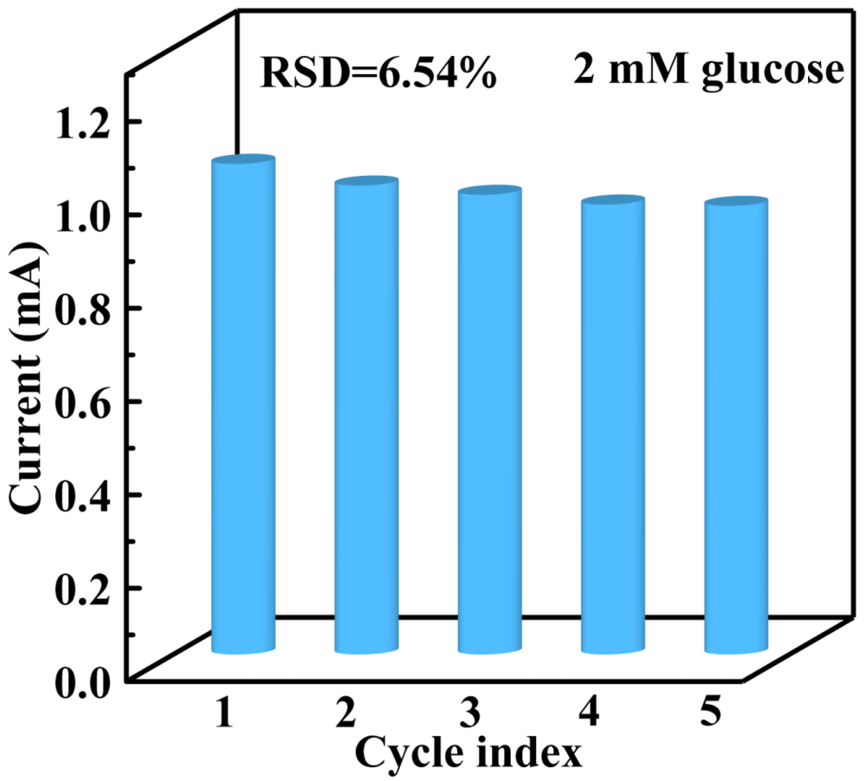 RSD=6.54%
2 mM glucose
1.2
1.0
0.8
0.6
0.4
0.2
0.0
Current (mA)
1 2 3 4 5
Cycle index